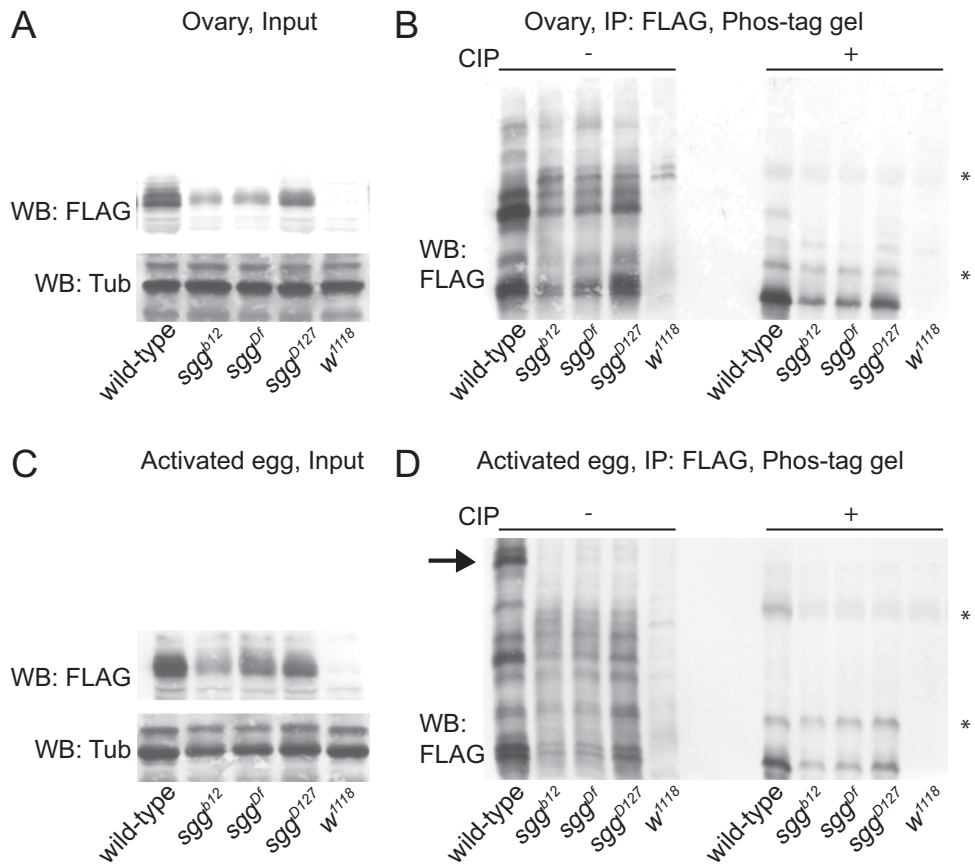 A
Ovary, Input
WB: FLAG
WB: Tub
wild-type
sgg^b12
sgg^Df
sgg^D127
w^1118
B
Ovary, IP: FLAG, Phos-tag gel
CIP
-
+
WB:
FLAG
*
*
wild-type
sgg^b12
sgg^Df
sgg^D127
w^1118
wild-type
sgg^b12
sgg^Df
sgg^D127
w^1118
C
Activated egg, Input
WB: FLAG
WB: Tub
wild-type
sgg^b12
sgg^Df
sgg^D127
w^1118
D
Activated egg, IP: FLAG, Phos-tag gel
CIP
-
+
WB:
FLAG
*
*
wild-type
sgg^b12
sgg^Df
sgg^D127
w^1118
wild-type
sgg^b12
sgg^Df
sgg^D127
w^1118